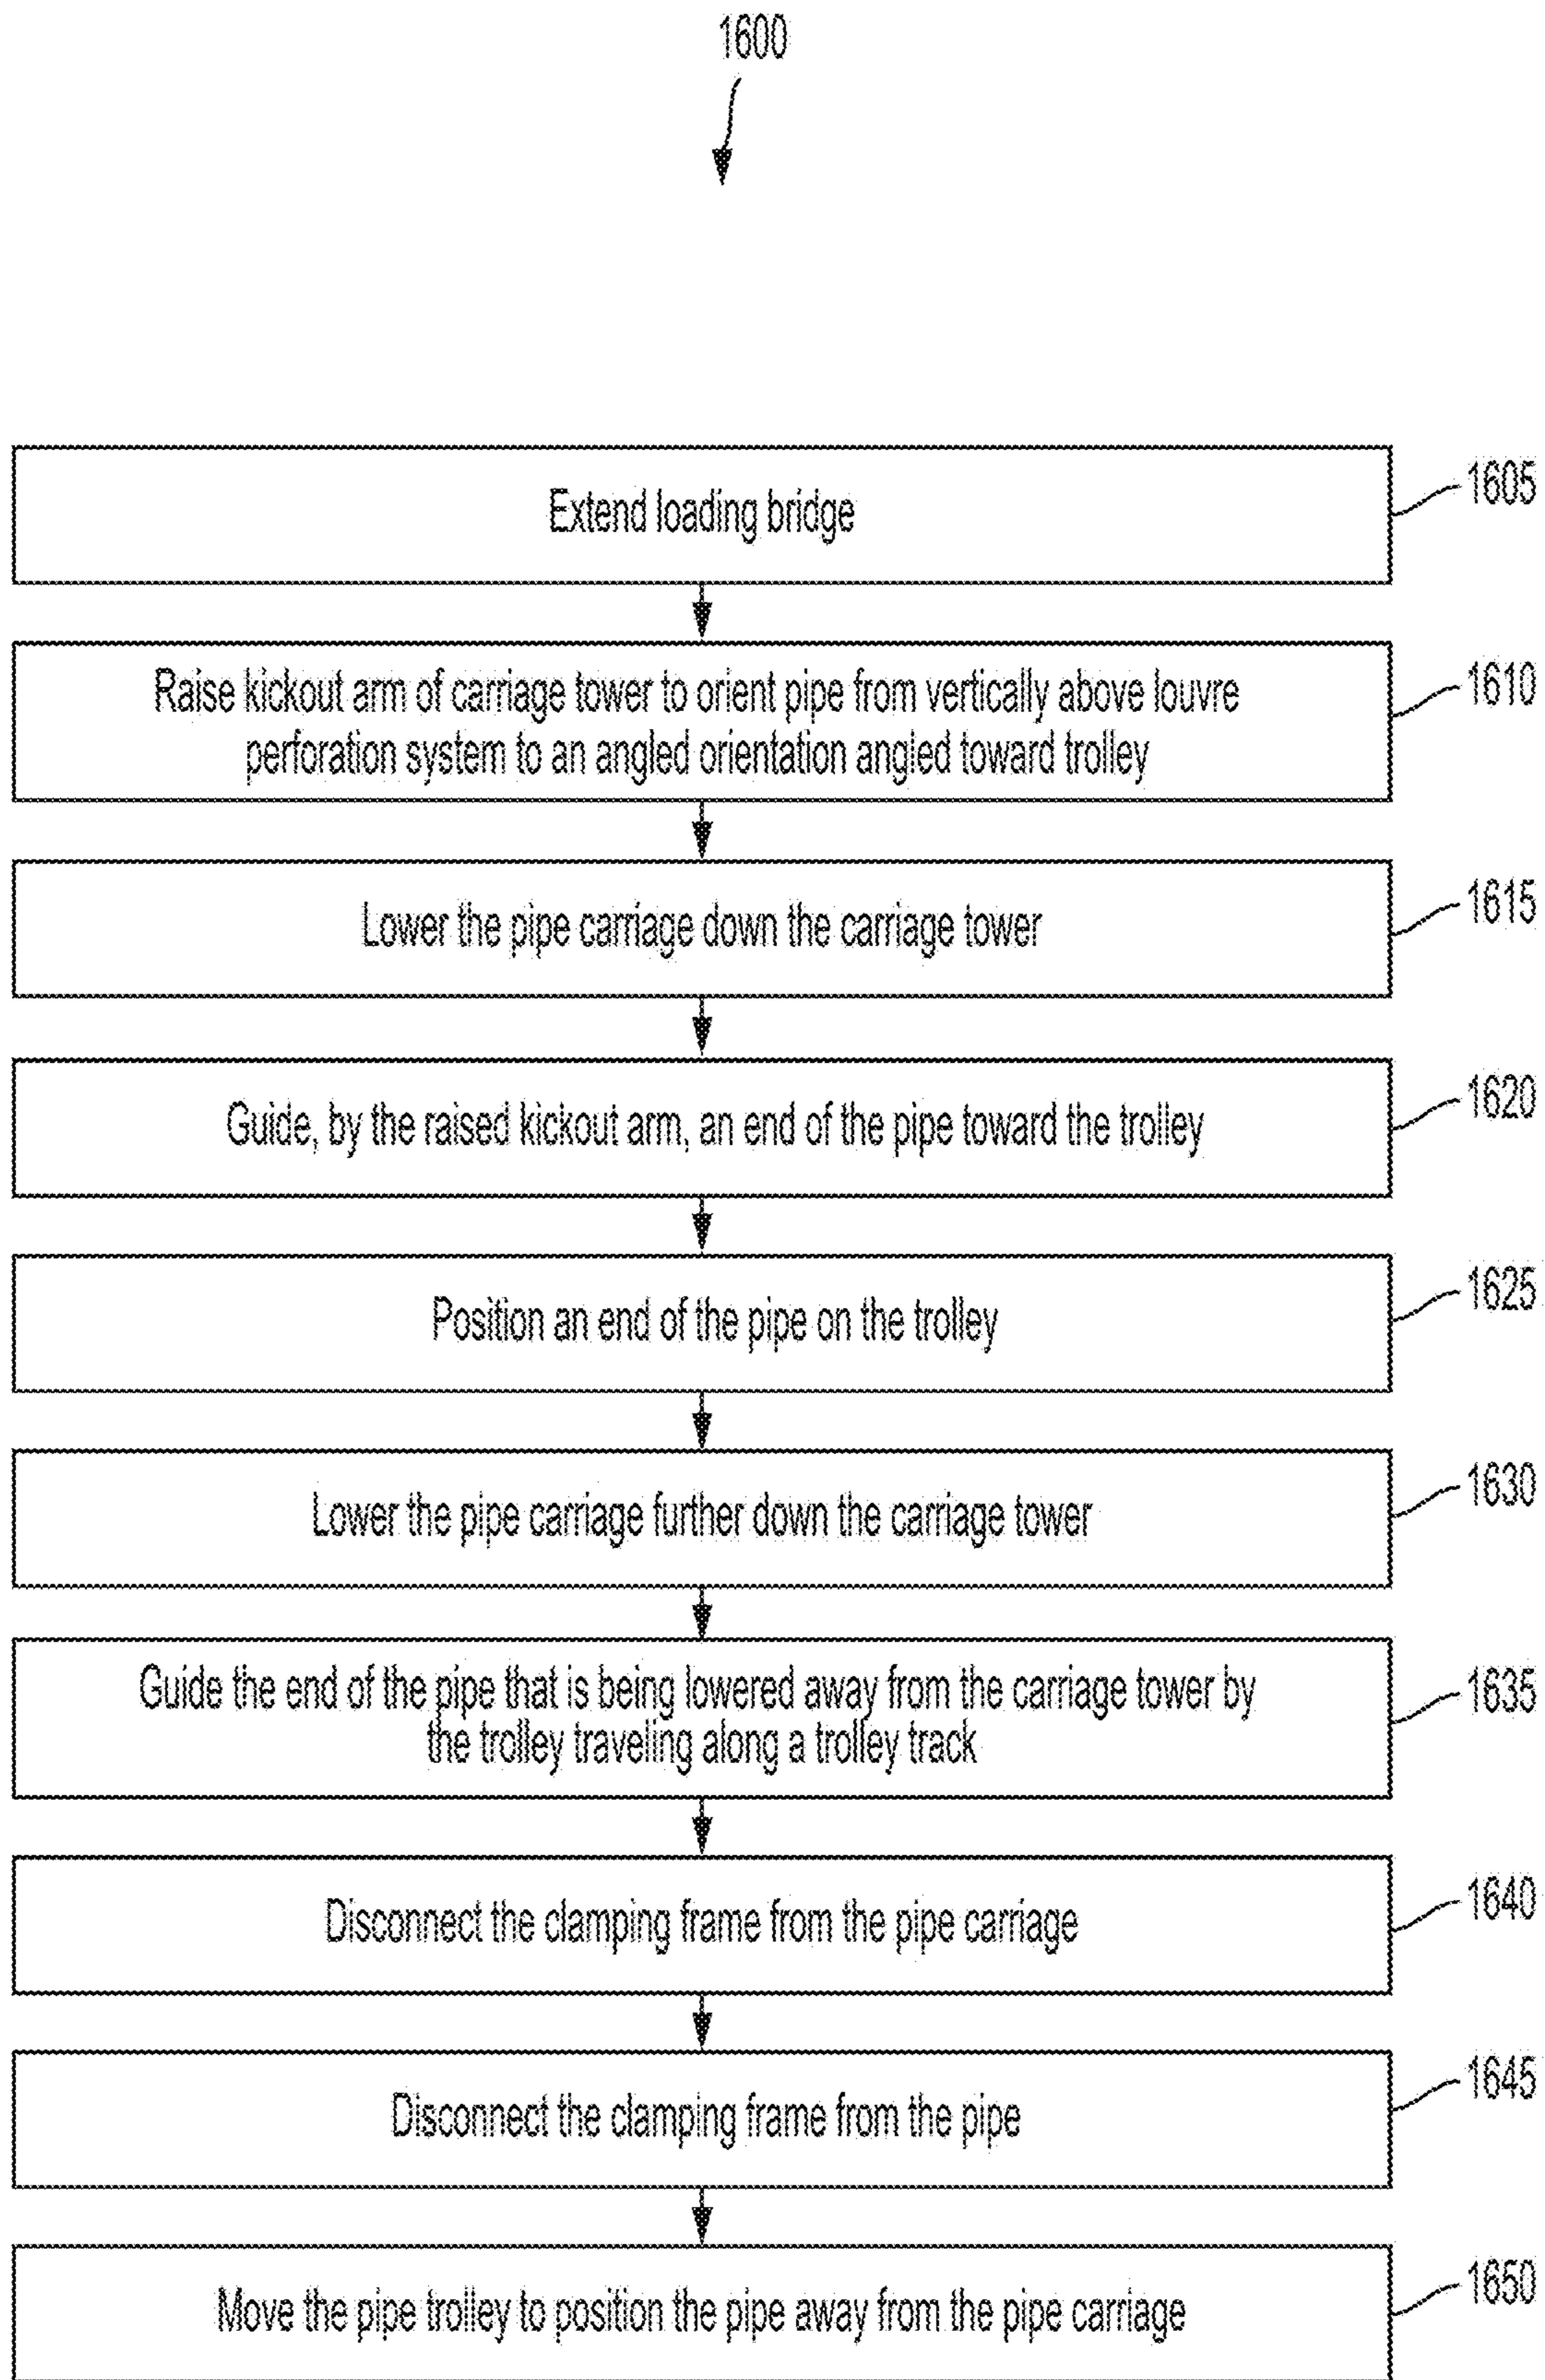 1600
Extend loading bridge
1605
Raise kickout arm of carriage tower to orient pipe from vertically above louvre
perforation system to an angled orientation angled toward trolley
1610
Lower the pipe carriage down the carriage tower
1615
Guide, by the raised kickout arm, an end of the pipe toward the trolley
1620
Position an end of the pipe on the trolley
1625
Lower the pipe carriage further down the carriage tower
1630
Guide the end of the pipe that is being lowered away from the carriage tower by
the trolley traveling along a trolley track
1635
Disconnect the clamping frame from the pipe carriage
1640
Disconnect the clamping frame from the pipe
1645
Move the pipe trolley to position the pipe away from the pipe carriage
1650